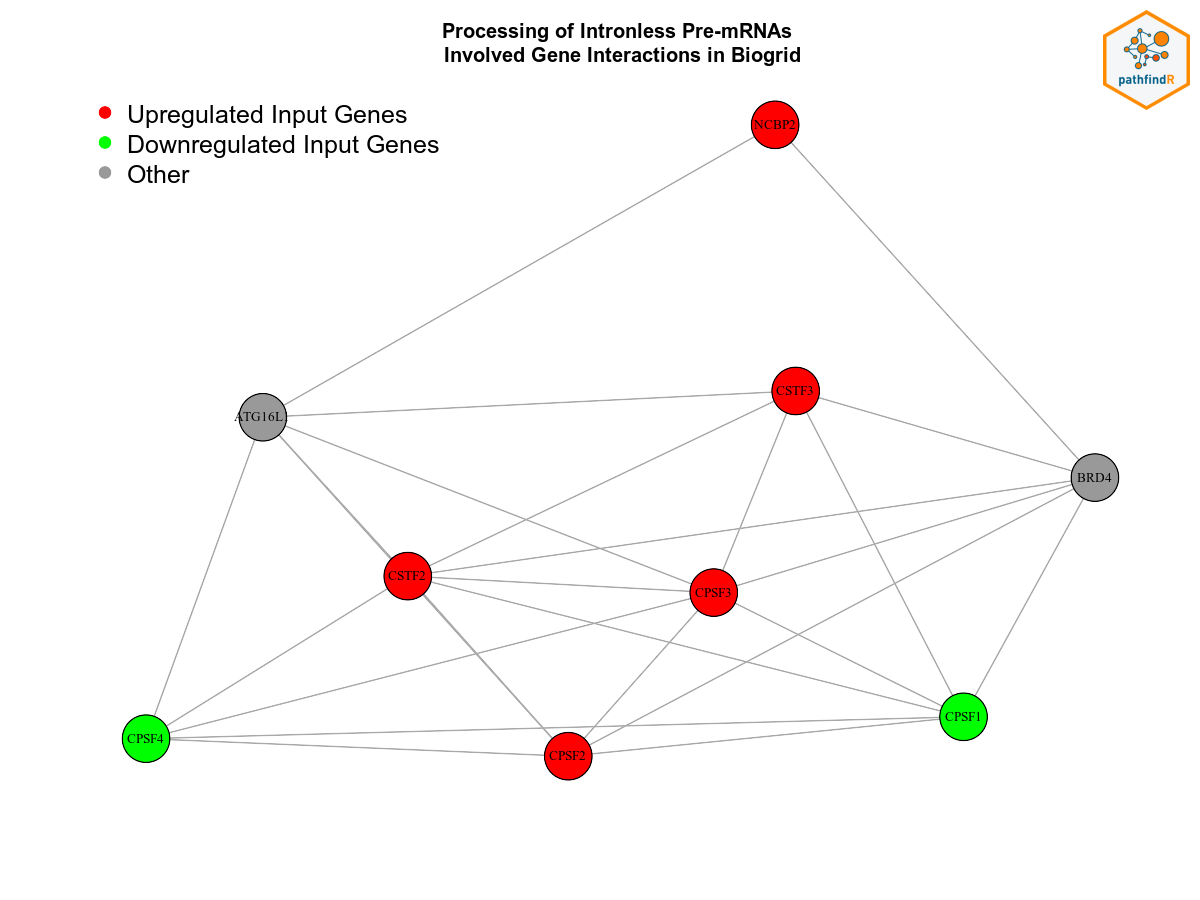 Processing of Intronless Pre-mRNAs
Involved Gene Interactions in Biogrid
pathfindR
Upregulated Input Genes
Downregulated Input Genes
Other
NCBP2
CSTF3
ATG16L
BRD4
CSTF2
CPSF3
CPSF1
CPSF4
CPSF2